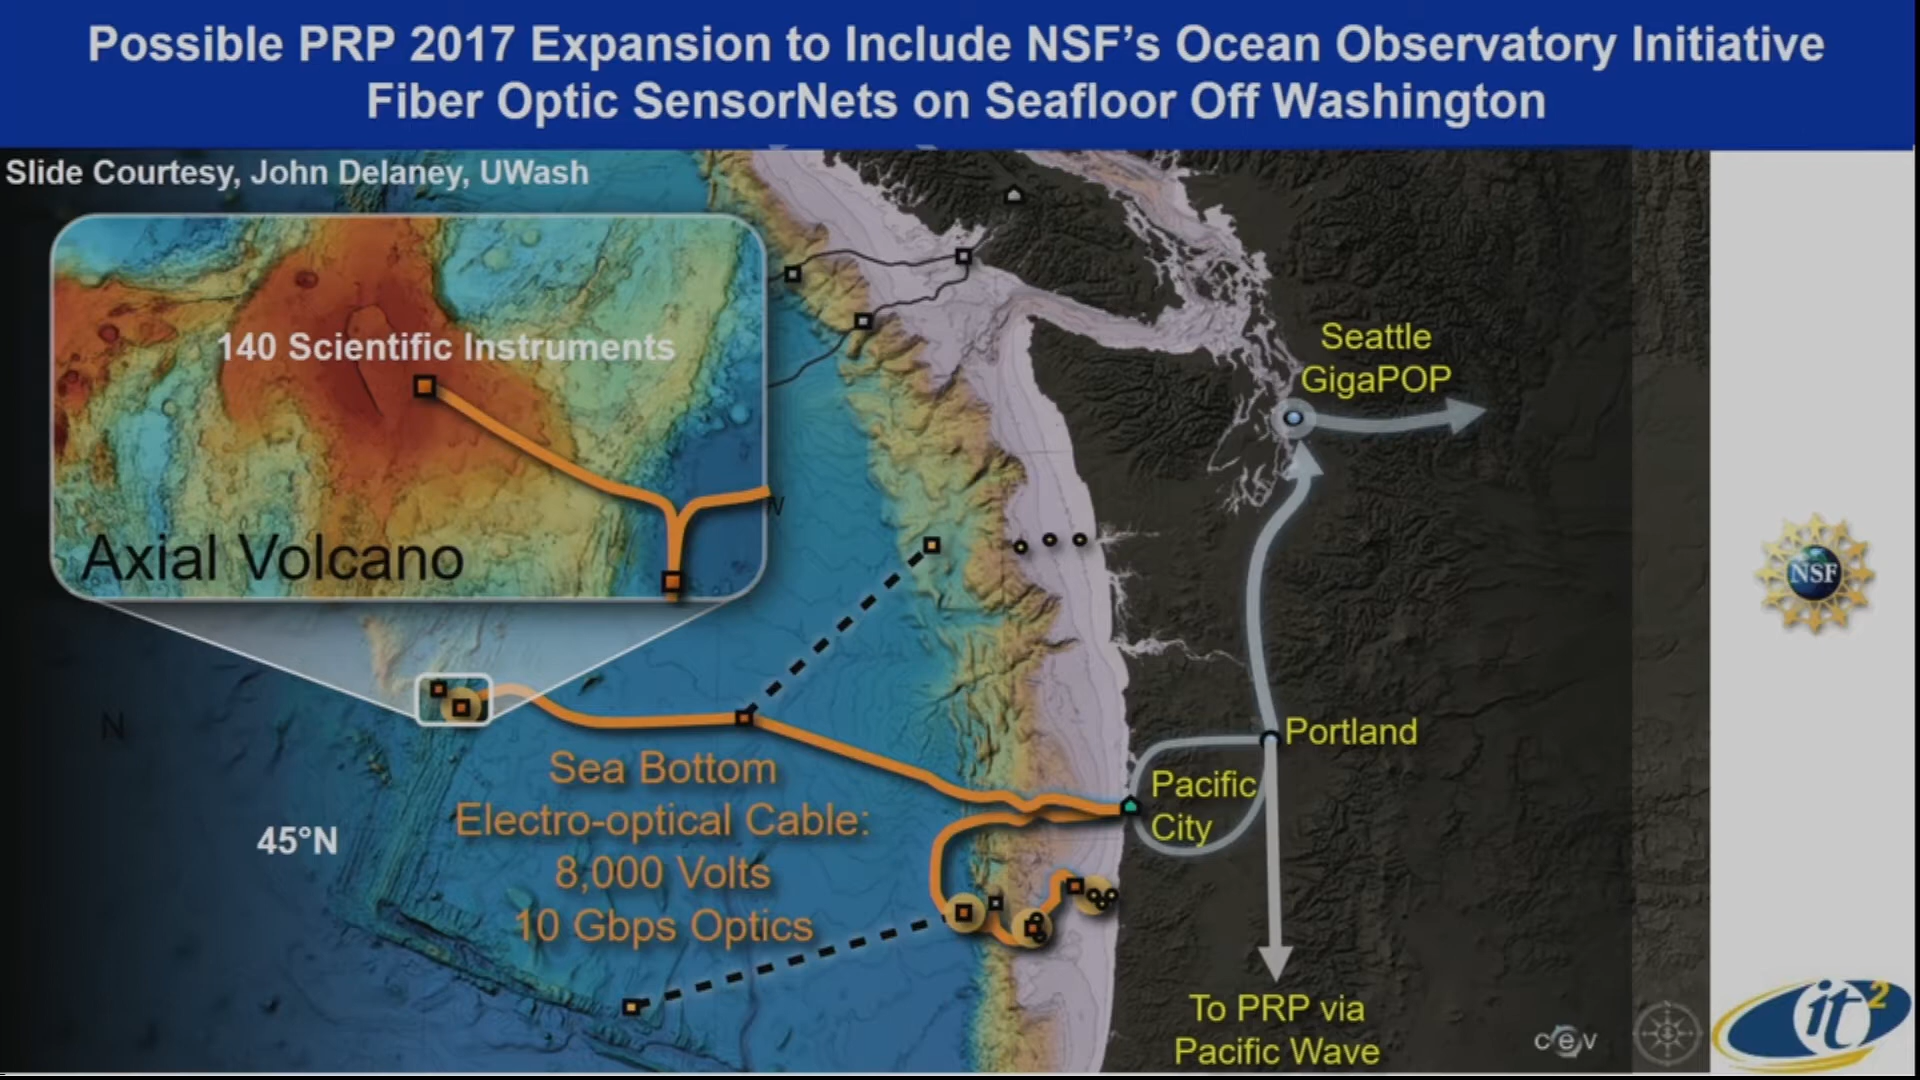 Possible PRP 2017 Expansion to Include NSF's Ocean Observatory Initiative
Fiber Optic SensorNets on Seafloor Off Washington
Slide Courtesy, John Delaney, UWash
140 Scientific Instruments
Axial Volcano
N
Seattle
GigaPOP
NSF
N
Portland
Pacific
City
Sea Bottom
Electro-optical Cable:
8,000 Volts
10 Gbps Optics
45°N
To PRP via
Pacific Wave
cev
it2